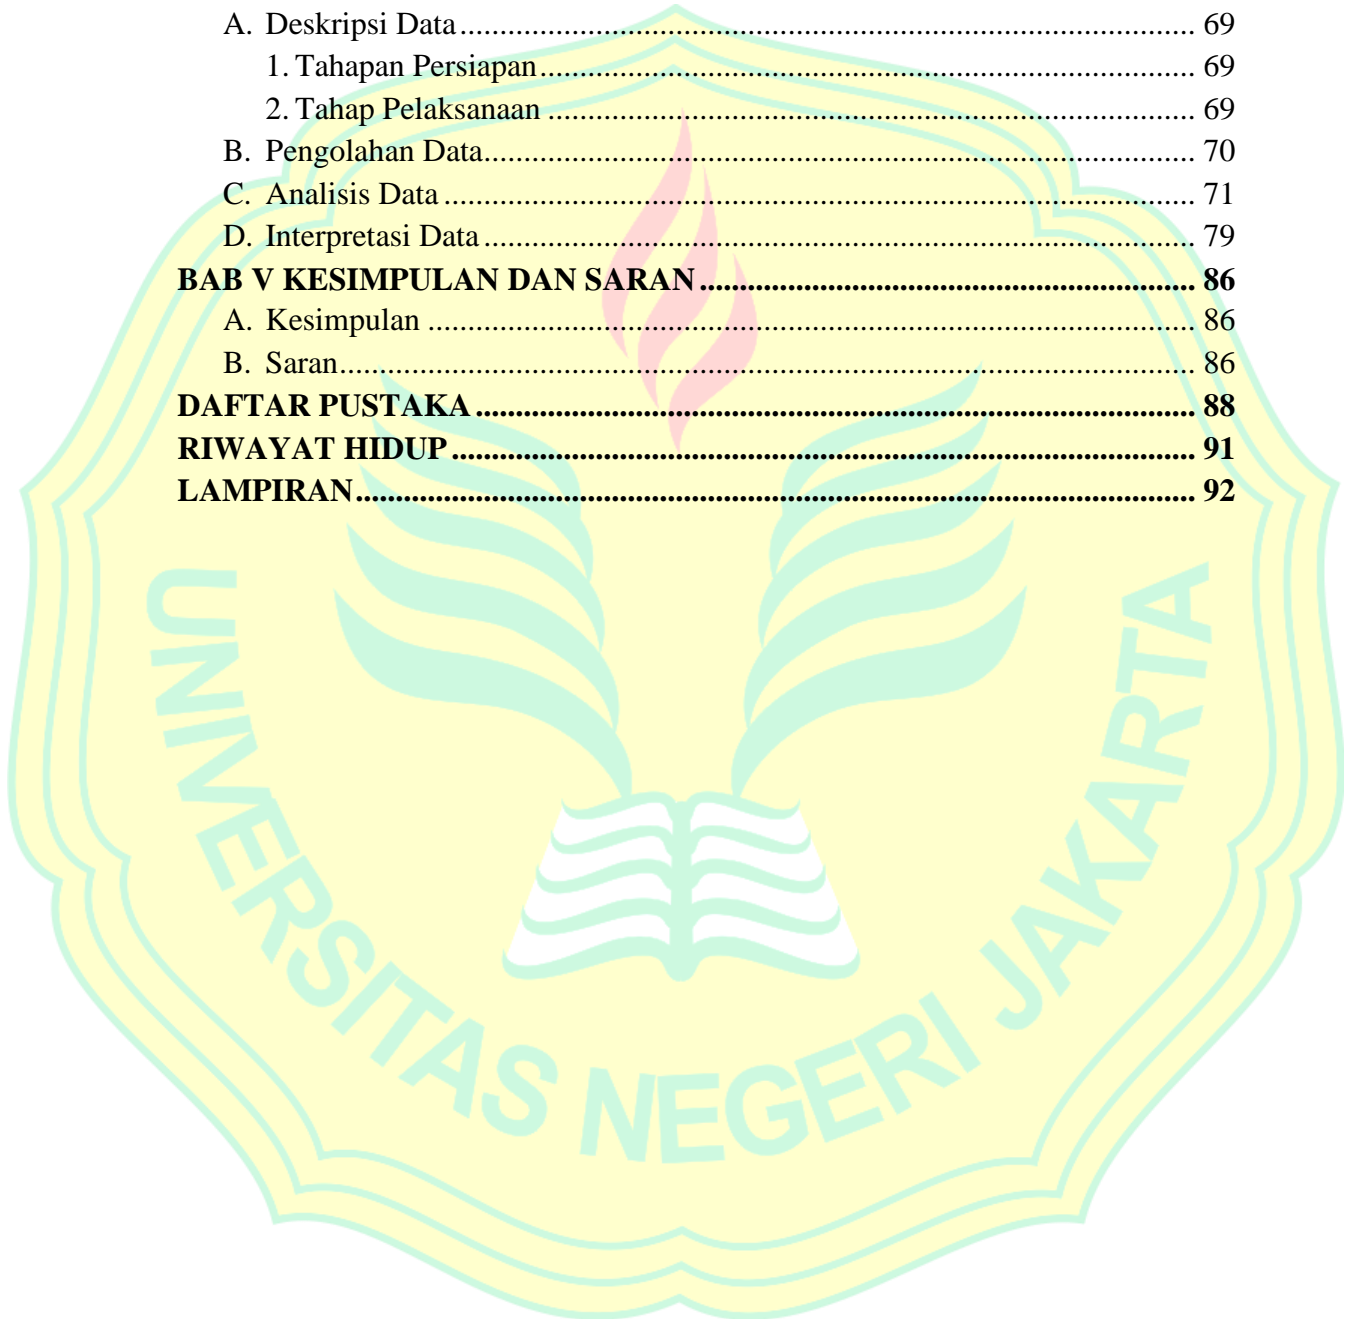 A. Deskripsi Data............................................................................................ 69
1. Tahapan Persiapan.................................................................................. 69
2. Tahap Pelaksanaan ................................................................................. 69
B. Pengolahan Data......................................................................................... 70
C. Analisis Data .............................................................................................. 71
D. Interpretasi Data......................................................................................... 79
BAB V KESIMPULAN DAN SARAN.............................................................. 86
A. Kesimpulan ................................................................................................ 86
B. Saran........................................................................................................... 86
DAFTAR PUSTAKA.......................................................................................... 88
RIWAYAT HIDUP............................................................................................. 91
LAMPIRAN......................................................................................................... 92
UNIVERSITAS NEGERI JAKARTA